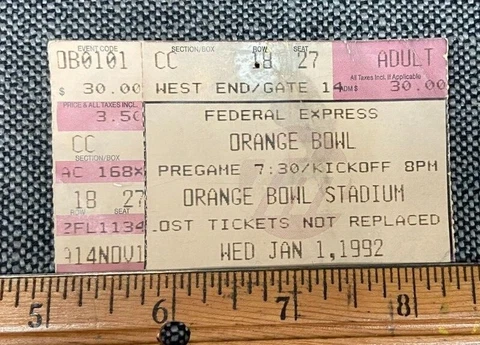 EVENT CODE SECTION/BOX ROW SEAT
OB0101 CC 18 27 ADULT
$ 30.00 WEST END/GATE 14 ADM $ 30.00
All Taxes Incl. If Applicable
PRICE & ALL TAXES INCL.
3.50 FEDERAL EXPRESS
CC ORANGE BOWL
SECTION/BOX
AC 168X PREGAME 7:30/KICKOFF 8PM
ROW SEAT
18 27 ORANGE BOWL STADIUM
ZFL1134 LOST TICKETS NOT REPLACED
A14NOV1 WED JAN 1,1992
5 6 7 8